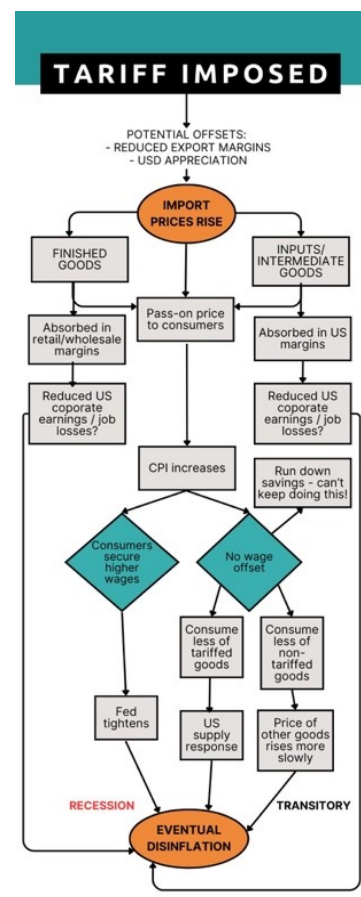 TARIFF IMPOSED
POTENTIAL OFFSETS:
- REDUCED EXPORT MARGINS
- USD APPRECIATION
IMPORT
PRICES RISE
FINISHED
GOODS
INPUTS/
INTERMEDIATE
GOODS
Pass-on price
to consumers
Absorbed in
retail/wholesale
margins
Absorbed in US
margins
Reduced US
coporate
earnings / job
losses?
Reduced US
coporate
earnings / job
losses?
CPI increases
Run down
savings - can't
keep doing this!
Consumers
secure
higher
wages
No wage
offset
Consume
less of
tariffed
goods
Consume
less of
non-
tariffed
goods
Fed
tightens
US
supply
response
Price of
other goods
rises more
slowly
RECESSION
TRANSITORY
EVENTUAL
DISINFLATION